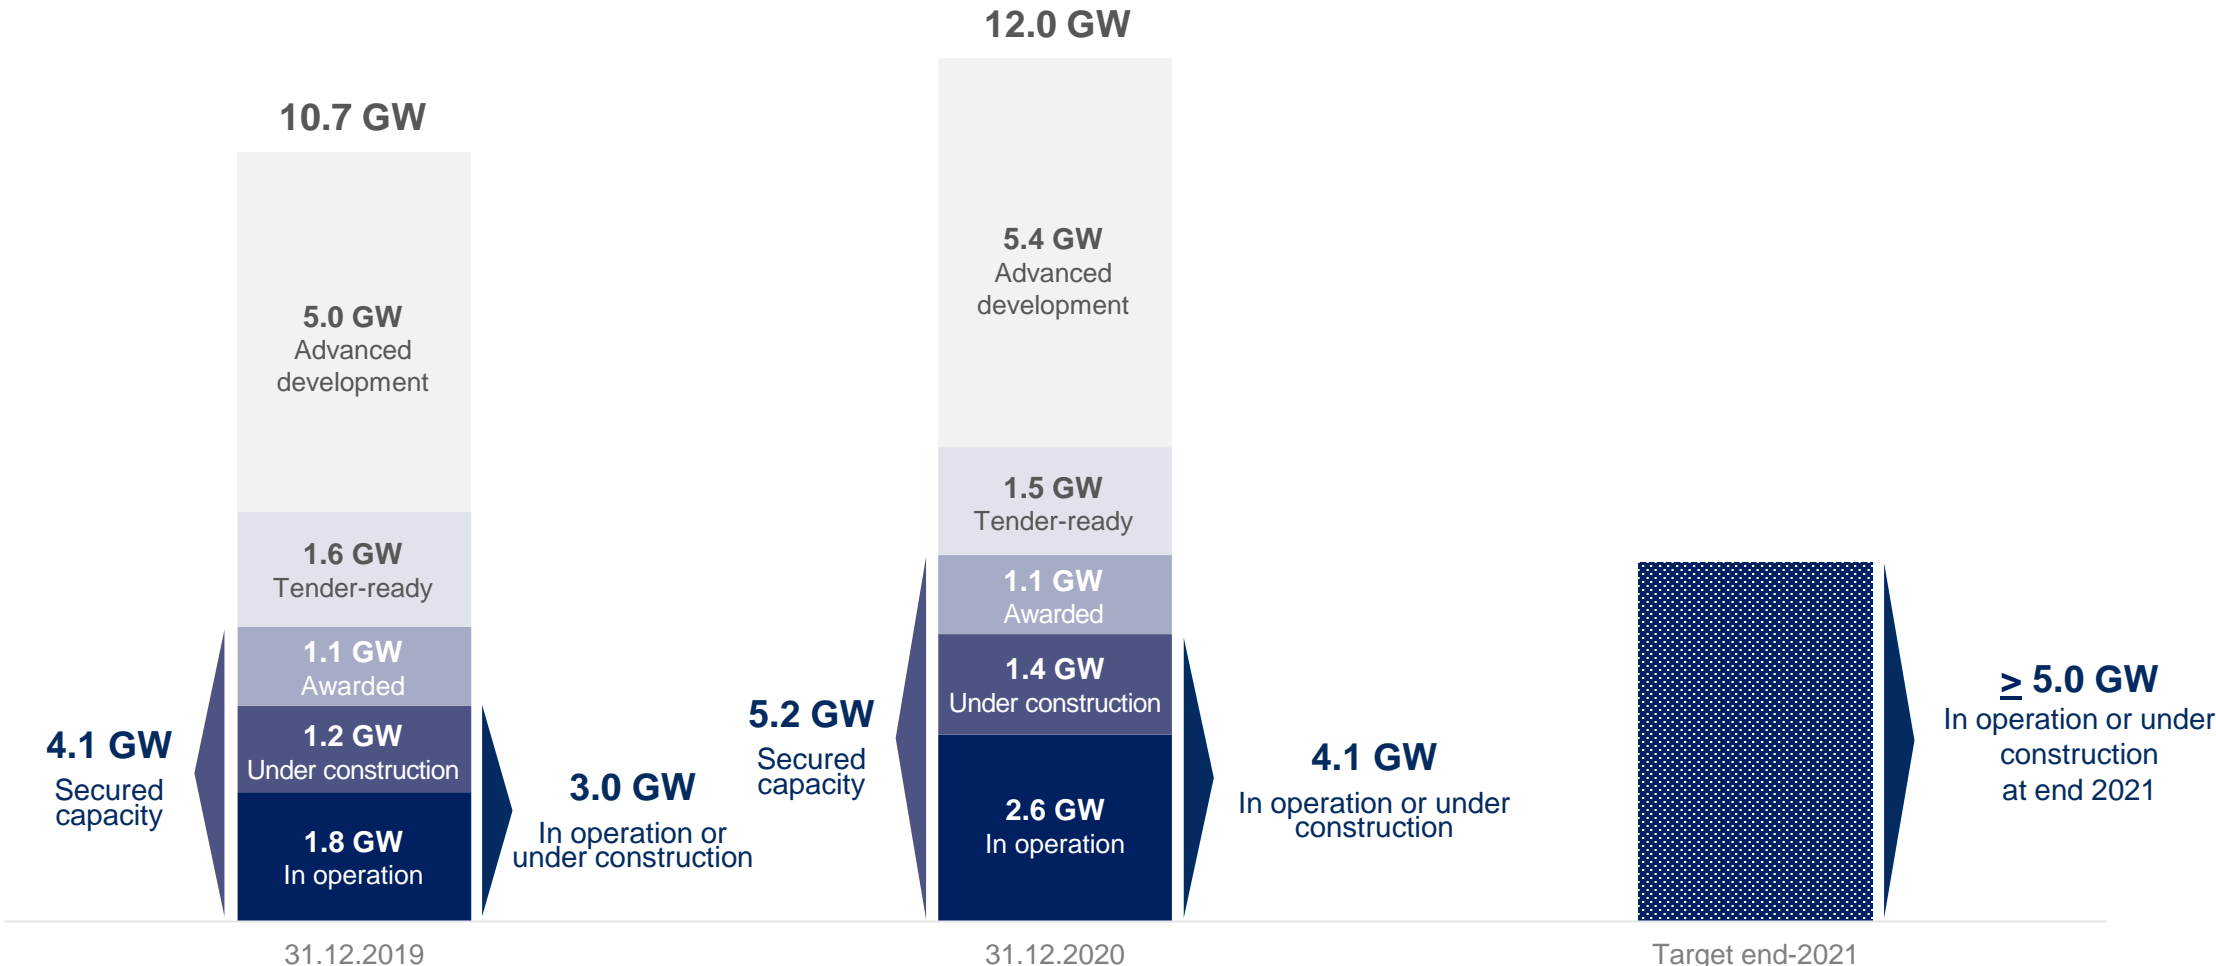 12.0 GW
10.7 GW
5.0 GW
Advanced
development
1.6 GW
Tender-ready
1.1 GW
Awarded
1.2 GW
Under construction
1.8 GW
In operation
4.1 GW
Secured
capacity
3.0 GW
In operation or
under construction
31.12.2019
5.4 GW
Advanced
development
1.5 GW
Tender-ready
1.1 GW
Awarded
1.4 GW
Under construction
2.6 GW
In operation
5.2 GW
Secured
capacity
4.1 GW
In operation or under
construction
31.12.2020
≥ 5.0 GW
In operation or under
construction
at end 2021
Target end-2021